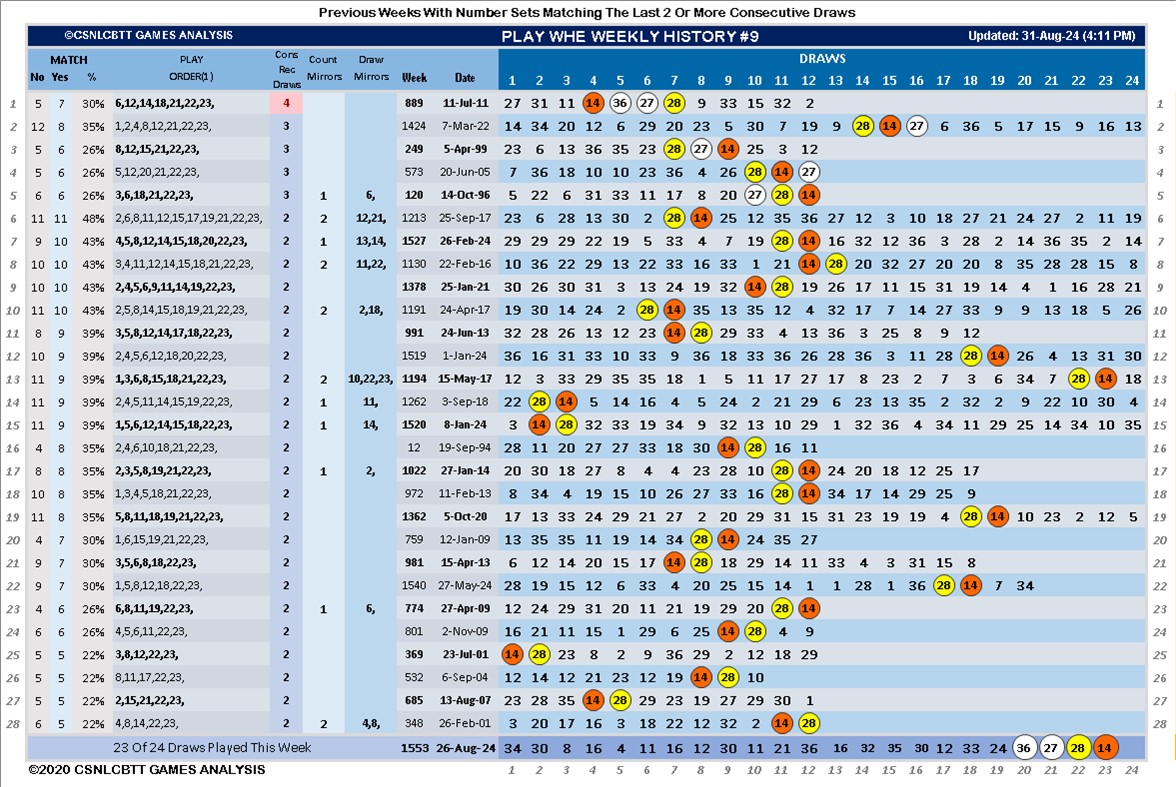 Previous Weeks With Number Sets Matching The Last 2 Or More Consecutive Draws
©CSNLCBTT GAMES ANALYSIS PLAY WHE WEEKLY HISTORY #9 Updated: 31-Aug-24 (4:11 PM)
MATCH PLAY Cons Count Draw DRAWS
No Yes % ORDER(1) Rec Draws Mirrors Mirrors Week Date 1 2 3 4 5 6 7 8 9 10 11 12 13 14 15 16 17 18 19 20 21 22 23 24
1 5 7 30% 6,12,14,18,21,22,23, 4 889 11-Jul-11 27 31 11 14 36 27 28 9 33 15 32 2 1
2 12 8 35% 1,2,4,8,12,21,22,23, 3 1424 7-Mar-22 14 34 20 12 6 29 20 23 5 30 7 19 9 28 14 27 6 36 5 17 15 9 16 13 2
3 5 6 26% 8,12,15,21,22,23, 3 249 5-Apr-99 23 6 13 36 35 23 28 27 14 25 3 12 3
4 5 6 26% 5,12,20,21,22,23, 3 573 20-Jun-05 7 36 18 10 10 23 36 4 26 28 14 27 4
5 6 6 26% 3,6,18,21,22,23, 3 1 6, 120 14-Oct-96 5 22 6 31 33 11 17 8 20 27 28 14 5
6 11 11 48% 2,6,8,11,12,15,17,19,21,22,23, 2 2 12,21, 1213 25-Sep-17 23 6 28 13 30 2 28 14 25 12 35 36 27 12 3 10 18 27 21 24 27 2 11 19 6
7 9 10 43% 4,5,8,12,14,15,18,20,22,23, 2 1 13,14, 1527 26-Feb-24 29 29 29 22 19 5 33 4 7 19 28 14 16 32 12 36 3 28 2 14 36 35 2 14 7
8 10 10 43% 3,4,11,12,14,15,18,21,22,23, 2 2 11,22, 1130 22-Feb-16 10 36 22 29 13 22 33 16 33 1 21 14 28 20 32 27 20 20 8 35 28 28 15 8 8
9 10 10 43% 2,4,5,6,9,11,14,19,22,23, 2 1378 25-Jan-21 30 26 30 31 3 13 24 19 30 14 28 19 26 17 11 15 31 19 14 4 1 16 28 21 9
10 11 10 43% 2,5,8,14,15,18,19,21,22,23, 2 2 2,18, 1191 24-Apr-17 19 30 14 24 2 28 14 35 13 35 12 4 32 17 7 14 27 33 9 9 13 18 5 26 10
11 8 9 39% 3,5,8,12,14,17,18,22,23, 2 991 24-Jun-13 32 28 26 13 12 23 14 28 29 33 4 13 36 3 25 8 9 12 11
12 10 9 39% 2,4,5,6,12,18,20,22,23, 2 1519 1-Jan-24 36 16 31 33 10 33 9 36 18 33 36 26 28 36 3 11 28 28 14 26 4 13 31 30 12
13 11 9 39% 1,3,6,8,15,18,21,22,23, 2 2 10,22,23, 1194 15-May-17 12 3 33 29 35 35 18 1 5 11 17 27 17 8 23 2 7 3 6 34 7 28 14 18 13
14 11 9 39% 2,4,5,11,14,15,19,22,23, 2 1 11, 1262 3-Sep-18 22 28 14 5 14 16 4 5 24 2 21 29 6 23 13 35 2 32 2 9 22 10 30 4 14
15 11 9 39% 1,5,6,12,14,15,18,22,23, 2 1 14, 1520 8-Jan-24 3 14 28 32 33 19 34 9 32 13 10 29 1 32 36 4 34 11 29 25 14 34 10 35 15
16 4 8 35% 2,4,6,10,18,21,22,23, 2 12 19-Sep-94 28 11 20 27 27 33 18 30 14 28 16 11 16
17 8 8 35% 2,3,5,8,19,21,22,23, 2 1 2, 1022 27-Jan-14 20 30 18 27 8 4 4 23 28 10 28 14 24 20 18 12 25 17 17
18 10 8 35% 1,3,4,5,18,21,22,23, 2 972 11-Feb-13 8 34 4 19 15 10 26 27 33 16 28 14 34 17 14 29 25 9 18
19 11 8 35% 5,8,11,18,19,21,22,23, 2 1362 5-Oct-20 17 13 33 24 29 21 27 2 20 29 31 15 31 23 19 19 4 28 14 10 23 2 12 5 19
20 4 7 30% 1,6,15,19,21,22,23, 2 759 12-Jan-09 13 35 35 11 19 14 34 28 14 24 35 27 20
21 9 7 30% 3,5,6,8,18,22,23, 2 981 15-Apr-13 6 12 14 20 15 17 14 28 18 29 14 11 33 4 3 31 15 8 21
22 9 7 30% 1,5,8,12,18,22,23, 2 1540 27-May-24 28 19 15 12 6 33 4 20 25 15 14 1 14 28 1 36 28 14 7 34 22
23 4 6 26% 6,8,11,19,22,23, 2 1 6, 774 27-Apr-09 12 24 29 31 20 11 21 19 29 20 28 14 23
24 6 6 26% 4,5,6,11,22,23, 2 801 2-Nov-09 16 21 11 15 1 29 6 25 14 28 4 9 24
25 5 5 22% 3,8,12,22,23, 2 369 23-Jul-01 14 28 23 8 2 9 36 29 2 12 18 29 25
26 5 5 22% 8,11,17,22,23, 2 532 6-Sep-04 12 14 12 21 23 12 19 14 28 10 26
27 5 5 22% 2,15,21,22,23, 2 685 13-Aug-07 23 28 35 14 28 29 23 19 27 29 30 1 27
28 6 5 22% 4,8,14,22,23, 2 2 4,8, 348 26-Feb-01 3 20 17 16 3 18 22 12 32 2 14 28 28
23 Of 24 Draws Played This Week 1553 26-Aug-24 34 30 8 16 4 11 16 12 30 11 21 36 16 32 35 30 12 33 24 36 27 28 14
©2020 CSNLCBTT GAMES ANALYSIS 1 2 3 4 5 6 7 8 9 10 11 12 13 14 15 16 17 18 19 20 21 22 23 24